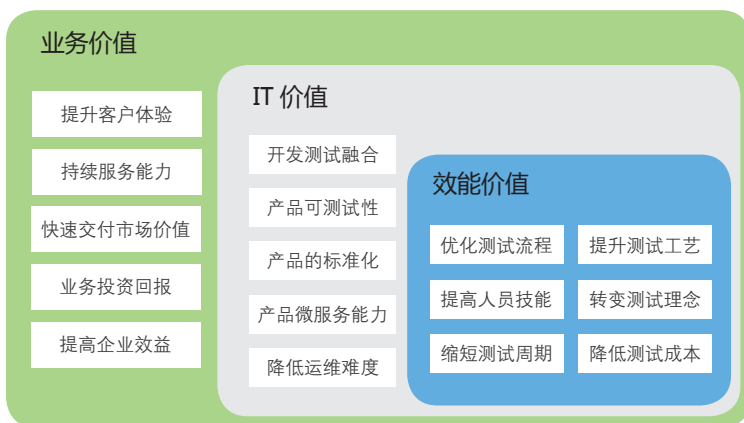 业务价值
提升客户体验
持续服务能力
快速交付市场价值
业务投资回报
提高企业效益
IT 价值
开发测试融合
产品可测试性
产品的标准化
产品微服务能力
降低运维难度
效能价值
优化测试流程
提升测试工艺
提高人员技能
转变测试理念
缩短测试周期
降低测试成本